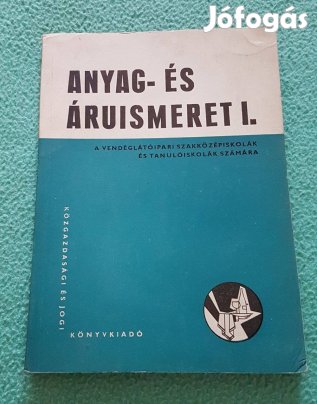 Jófogás
ANYAG- ÉS
ÁRUISMERET I.
A VENDÉGLÁTÓIPARI SZAKKÖZÉPISKOLÁK
ÉS TANULÓISKOLÁK SZÁMÁRA
KÖZGAZDASÁGI ÉS JOGI
KÖNYVKIADÓ